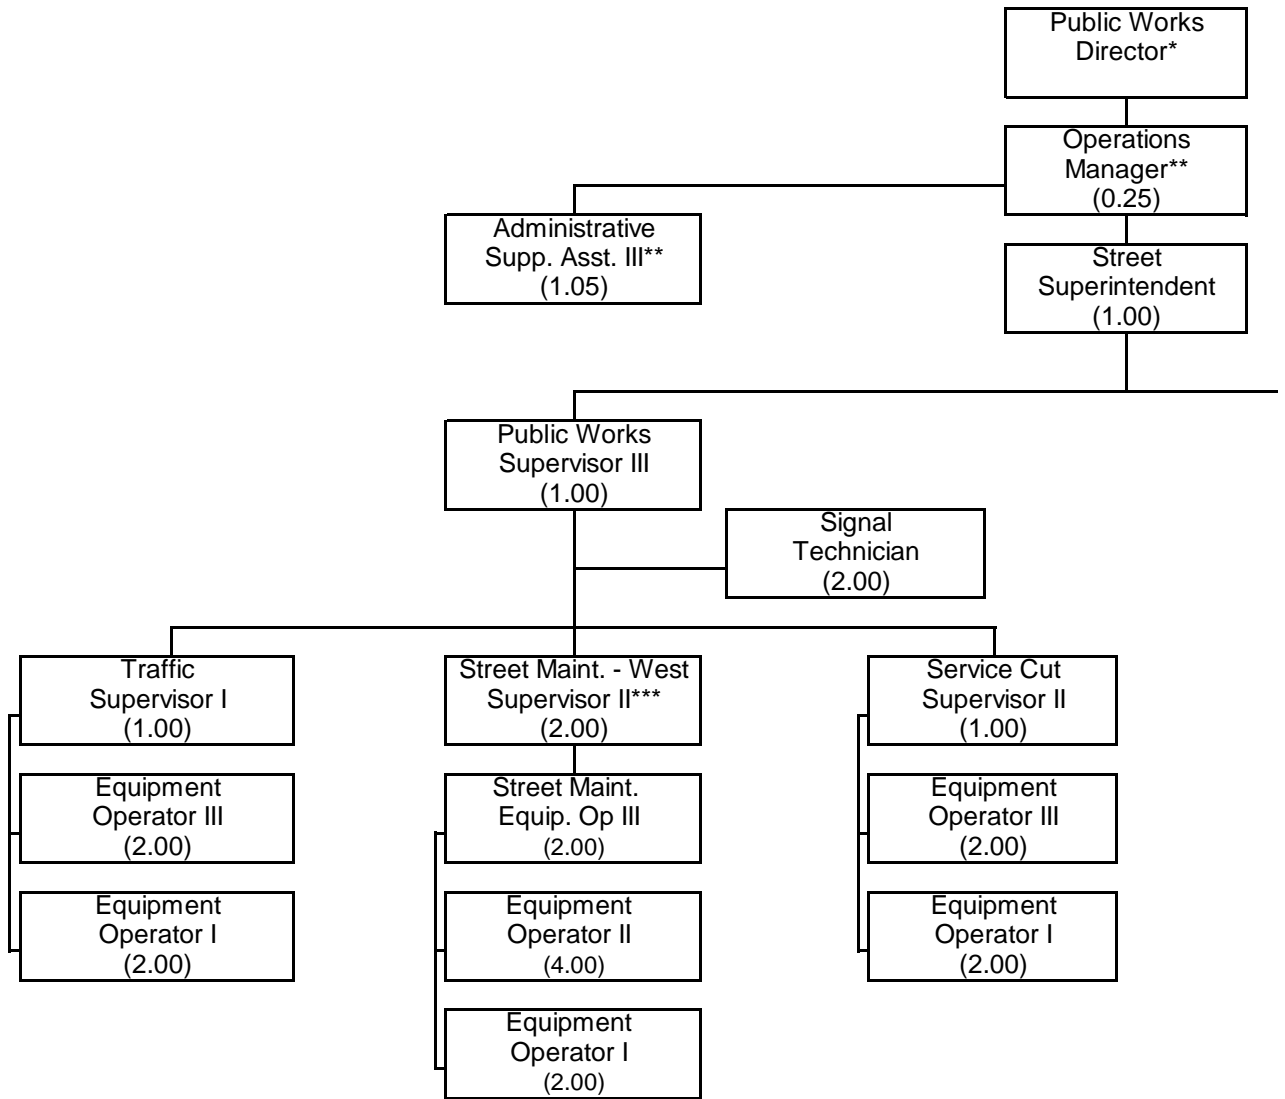 Public Works
Director*
Operations
Manager**
(0.25)
Administrative
Supp. Asst. III**
(1.05)
Street
Superintendent
(1.00)
Public Works
Supervisor III
(1.00)
Signal
Technician
(2.00)
Traffic
Supervisor I
(1.00)
Street Maint. - West
Supervisor II***
(2.00)
Service Cut
Supervisor II
(1.00)
Equipment
Operator III
(2.00)
Street Maint.
Equip. Op III
(2.00)
Equipment
Operator III
(2.00)
Equipment
Operator I
(2.00)
Equipment
Operator II
(4.00)
Equipment
Operator I
(2.00)
Equipment
Operator I
(2.00)